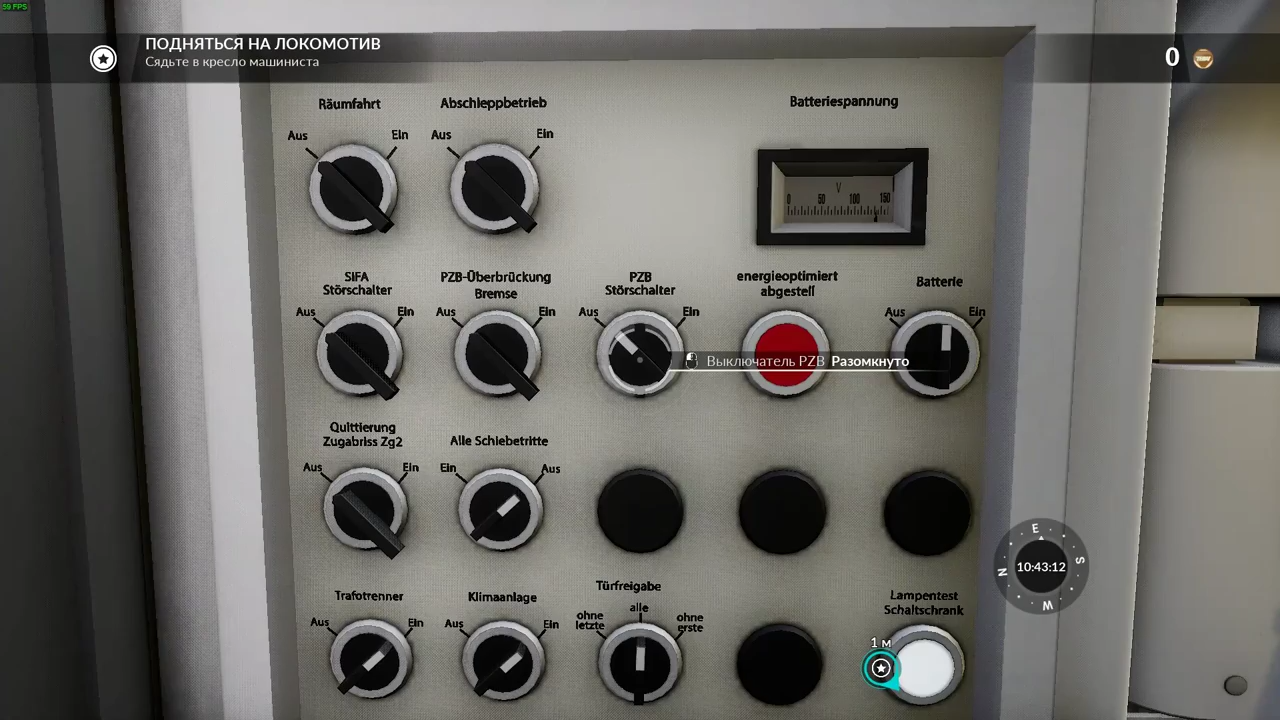 59 FPS
ПОДНЯТЬСЯ НА ЛОКОМОТИВ
Сядьте в кресло машиниста
0
Räumfahrt
Abschleppbetrieb
Batteriespannung
Aus Ein
Aus Ein
V
0 50 100 150
SIFA
Störschalter
PZB-Überbrückung
Bremse
PZB
Störschalter
energieoptimiert
abgestellt
Batterie
Aus Ein
Aus Ein
Aus Ein
Aus Ein
Выключатель PZB Разомкнуто
Quittierung
Zugabriss Zg2
Alle Schiebetritte
Aus Ein
Ein Aus
E
N S
W
10:43:12
Trafotrenner
Klimaanlage
Türfreigabe
Lampentest
Schaltschrank
Aus Ein
Aus Ein
ohne
letzte
alle
ohne
erste
1 м